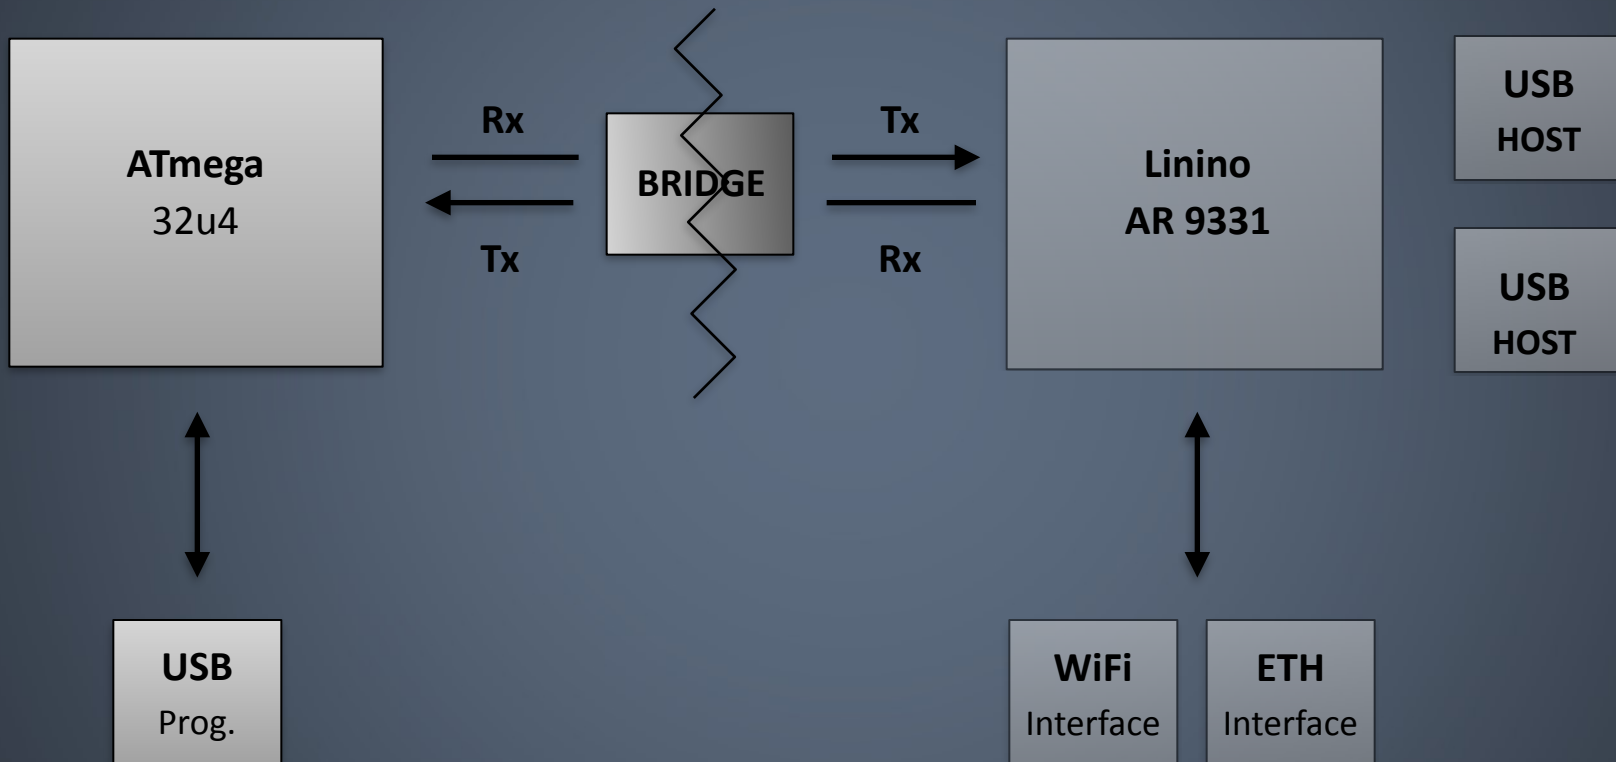 ATmega
32u4
Rx
Tx
BRIDGE
Tx
Rx
Linino
AR 9331
USB
HOST
USB
HOST
USB
Prog.
WiFi
Interface
ETH
Interface